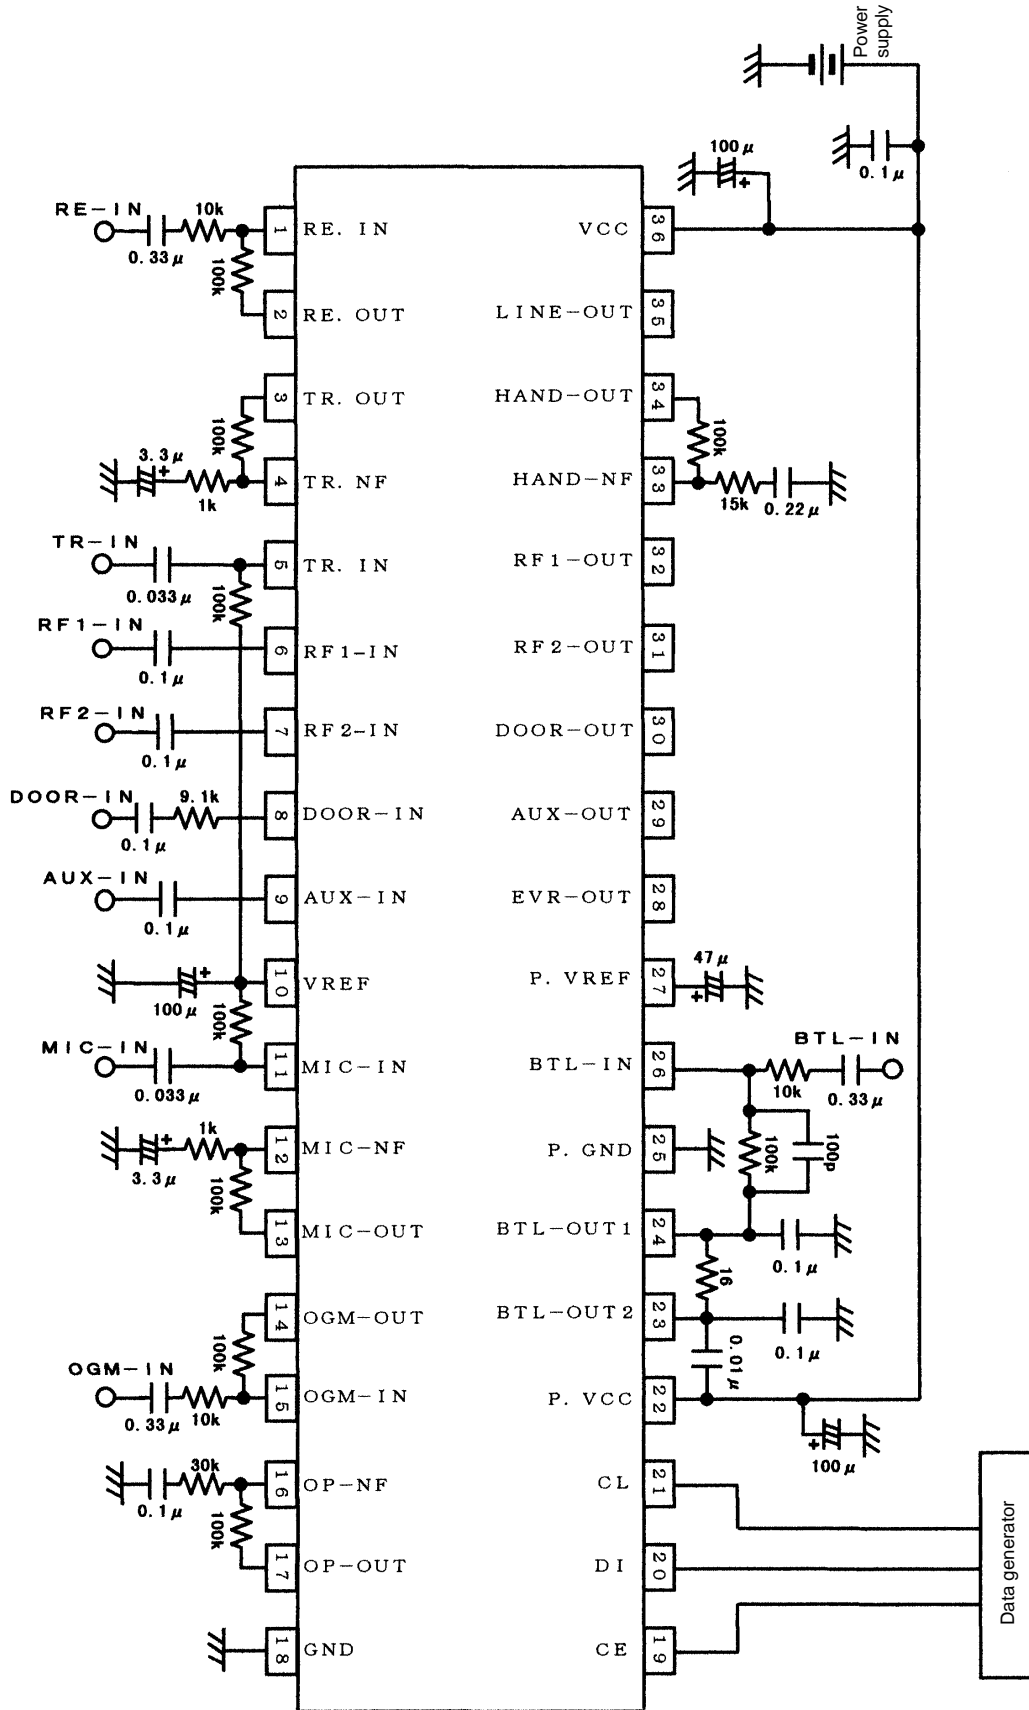 Power supply
0.1μ
100μ
RE-IN
0.33μ
10k
100k
1 RE. IN
2 RE. OUT
3 TR. OUT
100k
3.3μ
1k
4 TR. NF
TR-IN
0.033μ
100k
5 TR. IN
RF1-IN
0.1μ
6 RF1-IN
RF2-IN
0.1μ
7 RF2-IN
DOOR-IN
0.1μ
9.1k
8 DOOR-IN
AUX-IN
0.1μ
9 AUX-IN
100μ
10 VREF
100k
MIC-IN
0.033μ
11 MIC-IN
3.3μ
1k
12 MIC-NF
100k
13 MIC-OUT
14 OGM-OUT
100k
OGM-IN
0.33μ
10k
15 OGM-IN
0.1μ
30k
16 OP-NF
100k
17 OP-OUT
18 GND
VCC 36
LINE-OUT 35
HAND-OUT 34
100k
HAND-NF 33
15k
0.22μ
RF1-OUT 32
RF2-OUT 31
DOOR-OUT 30
AUX-OUT 29
EVR-OUT 28
P. VREF 27
47μ
BTL-IN 26
BTL-IN
10k
0.33μ
100k
100p
P. GND 25
BTL-OUT1 24
0.1μ
16
BTL-OUT2 23
0.1μ
0.01μ
P. VCC 22
100μ
CL 21
DI 20
CE 19
Data generator